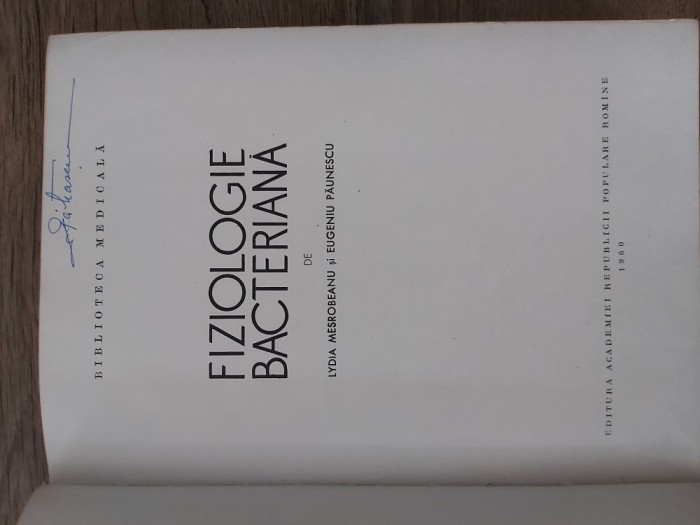 BIBLIOTECA MEDICALĂ
FIZIOLOGIE
BACTERIANĂ
DE
LYDIA MESROBEANU și EUGENIU PĂUNESCU
EDITURA ACADEMIEI REPUBLICII POPULARE ROMÎNE
1960